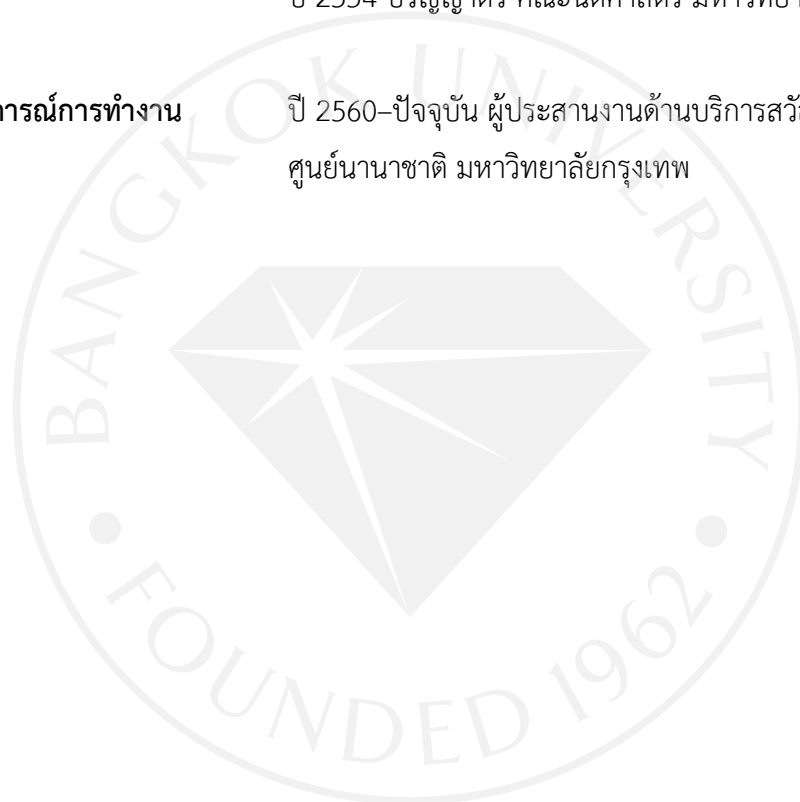 การณ์การทำงาน ปี 2560–ปัจจุบัน ผู้ประสานงานด้านบริการ
ศูนย์นานาชาติ มหาวิทยาลัยกรุงเทพ
BANGKOK UNIVERSITY
FOUNDED 1962